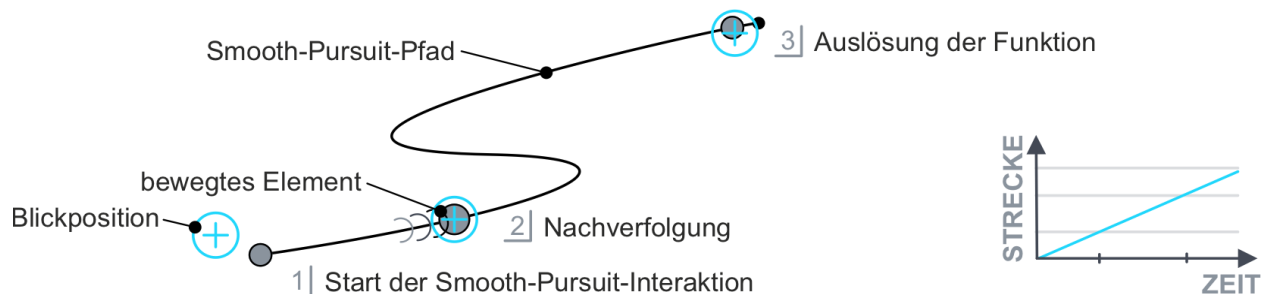 Smooth-Pursuit-Pfad
3 Auslösung der Funktion
bewegtes Element
Blickposition
2 Nachverfolgung
1 Start der Smooth-Pursuit-Interaktion
STRECKE
ZEIT